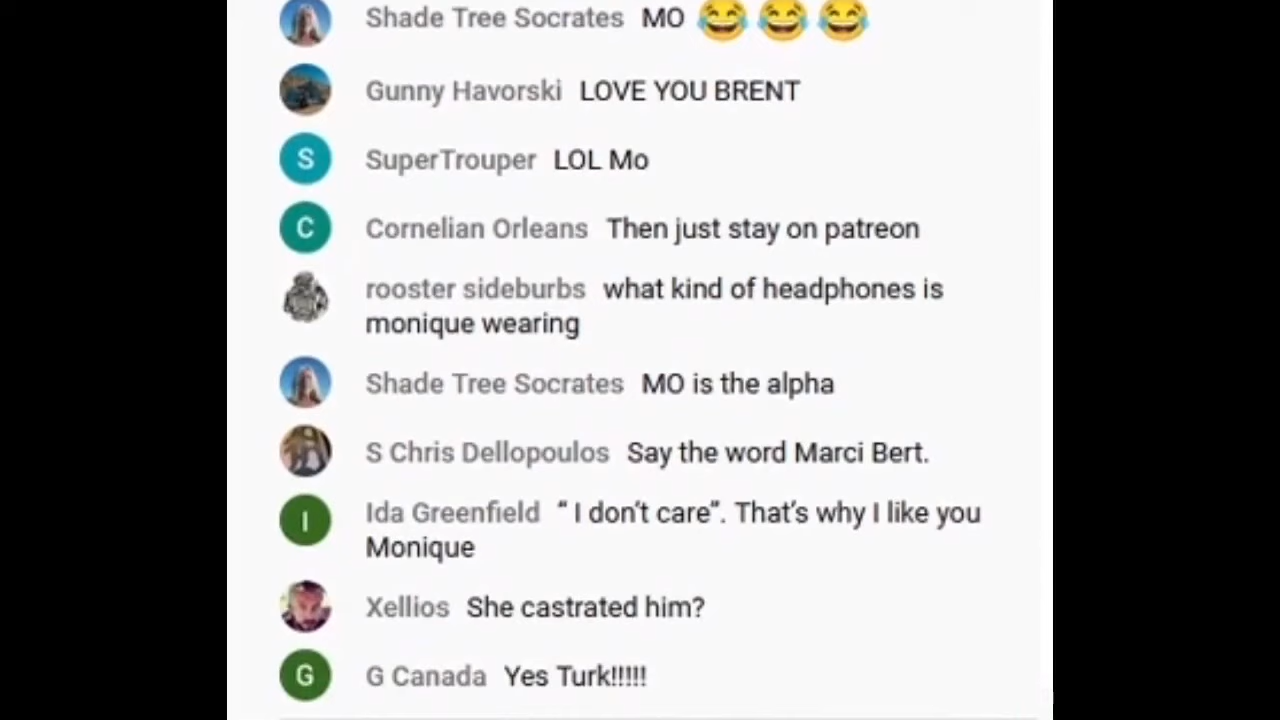 Shade Tree Socrates MO 😂 😂 😂
Gunny Havorski LOVE YOU BRENT
S SuperTrouper LOL Mo
C Cornelian Orleans Then just stay on patreon
rooster sideburbs what kind of headphones is
monique wearing
Shade Tree Socrates MO is the alpha
S Chris Dellopoulos Say the word Marci Bert.
I Ida Greenfield “ I don’t care”. That’s why I like you
Monique
Xellios She castrated him?
G G Canada Yes Turk!!!!!